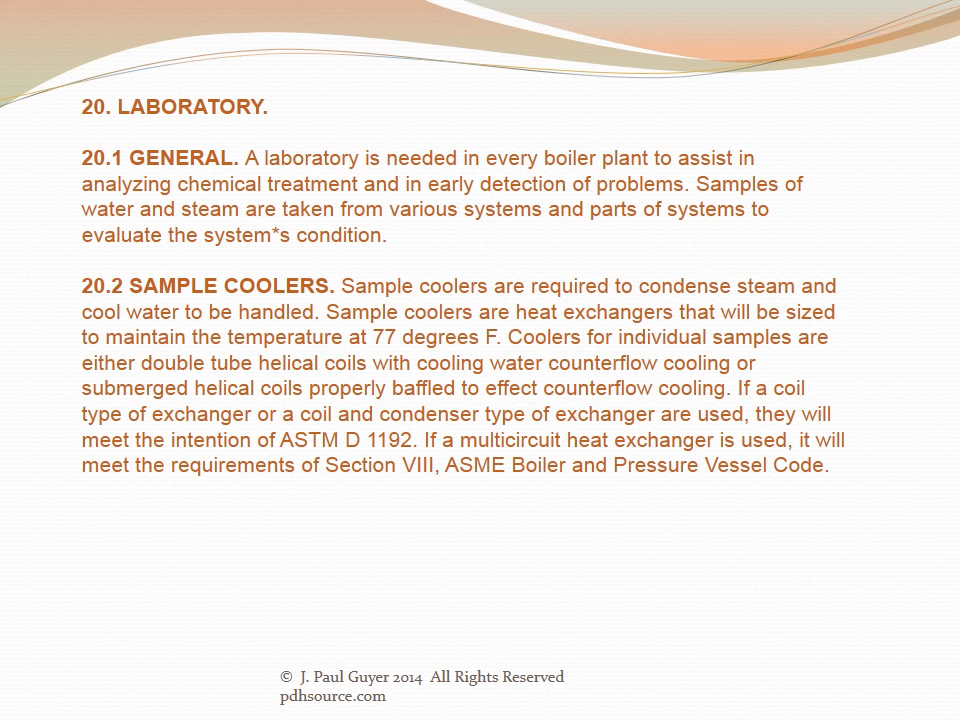 20. LABORATORY.
20.1 GENERAL. A laboratory is needed in every boiler plant to assist in
analyzing chemical treatment and in early detection of problems. Samples of
water and steam are taken from various systems and parts of systems to
evaluate the system*s condition.
20.2 SAMPLE COOLERS. Sample coolers are required to condense steam and
cool water to be handled. Sample coolers are heat exchangers that will be sized
to maintain the temperature at 77 degrees F. Coolers for individual samples are
either double tube helical coils with cooling water counterflow cooling or
submerged helical coils properly baffled to effect counterflow cooling. If a coil
type of exchanger or a coil and condenser type of exchanger are used, they will
meet the intention of ASTM D 1192. If a multicircuit heat exchanger is used, it will
meet the requirements of Section VIII, ASME Boiler and Pressure Vessel Code.
© J. Paul Guyer 2014 All Rights Reserved
pdhsource.com